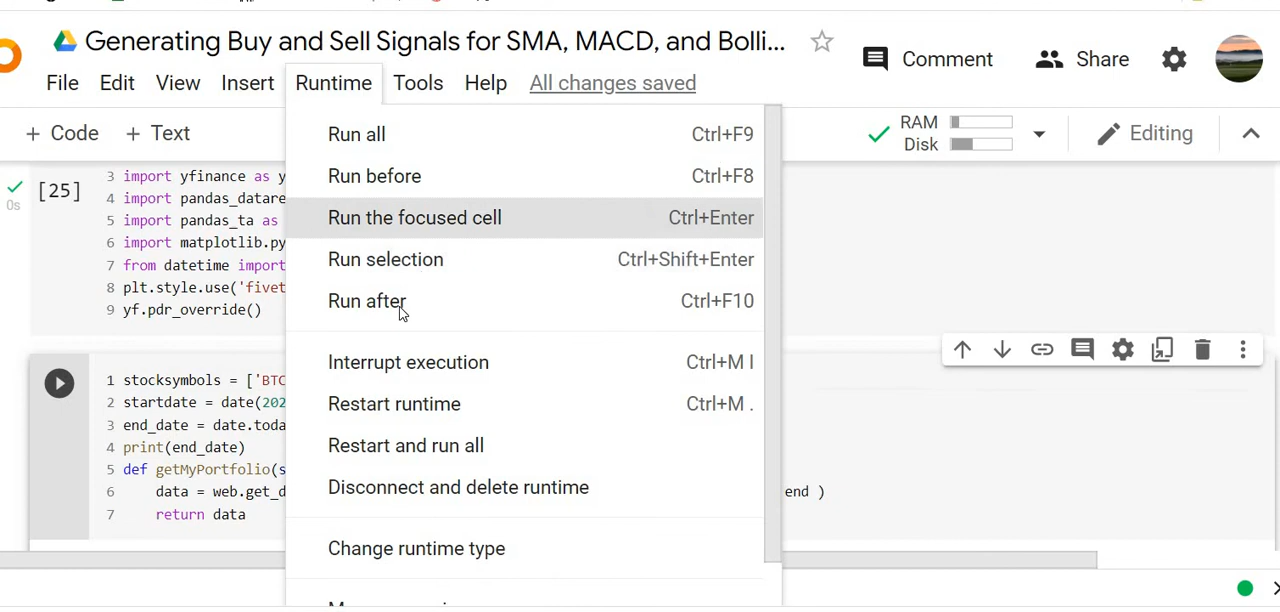 Generating Buy and Sell Signals for SMA, MACD, and Bolli...
Comment
Share
File Edit View Insert Runtime Tools Help All changes saved
+ Code + Text
RAM
Disk
Editing
Run all Ctrl+F9
Run before Ctrl+F8
Run the focused cell Ctrl+Enter
Run selection Ctrl+Shift+Enter
Run after Ctrl+F10
Interrupt execution Ctrl+M I
Restart runtime Ctrl+M .
Restart and run all
Disconnect and delete runtime
Change runtime type
[25]
0s
3 import yfinance as y
4 import pandas_datare
5 import pandas_ta as
6 import matplotlib.py
7 from datetime import
8 plt.style.use('fivet
9 yf.pdr_override()
1 stocksymbols = ['BTC
2 startdate = date(202
3 end_date = date.toda
4 print(end_date)
5 def getMyPortfolio(s
6 data = web.get_d end )
7 return data